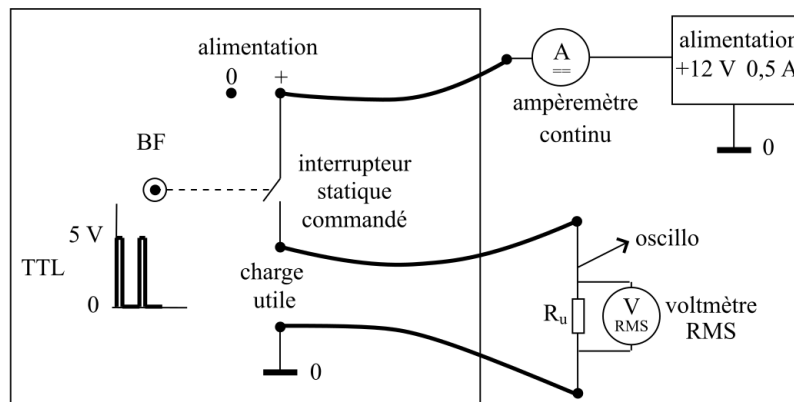 alimentation
0 +
BF
interrupteur
statique
commandé
5 V
TTL
0
charge
utile
0
A
==
ampèremètre
continu
alimentation
+12 V 0,5 A
0
oscillo
Ru
V
RMS
voltmètre
RMS